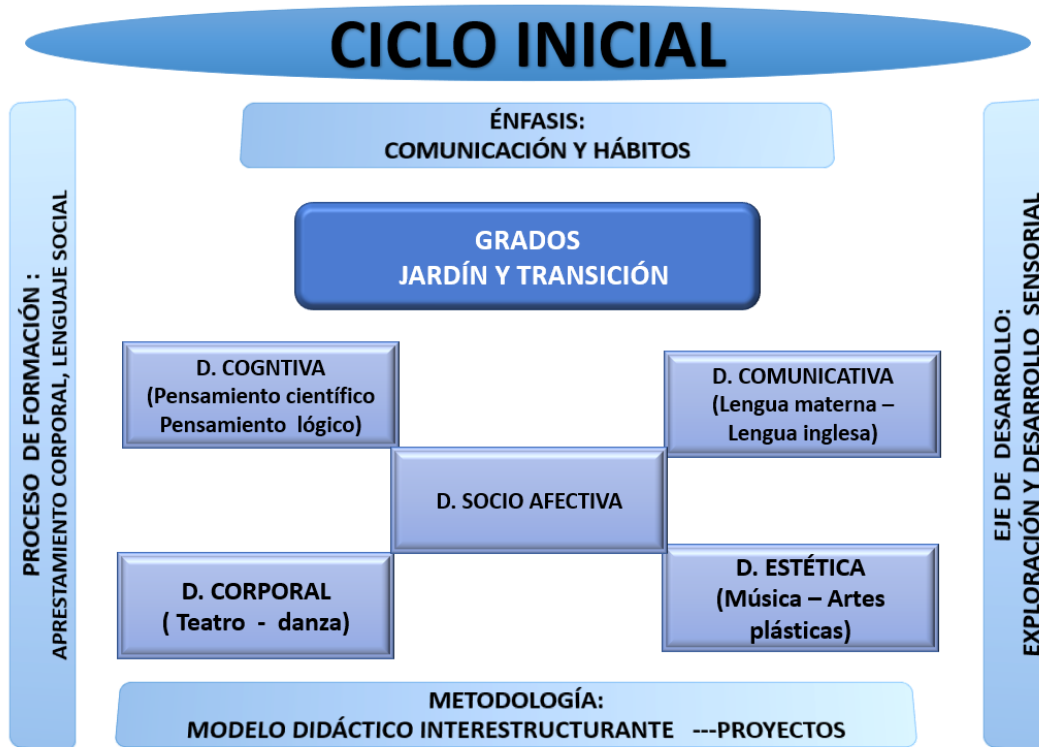 CICLO INICIAL
ÉNFASIS:
COMUNICACIÓN Y HÁBITOS
PROCESO DE FORMACIÓN :
APRESTAMIENTO CORPORAL, LENGUAJE SOCIAL
GRADOS
JARDÍN Y TRANSICIÓN
D. COGNTIVA
(Pensamiento científico
Pensamiento lógico)
D. COMUNICATIVA
(Lengua materna –
Lengua inglesa)
D. SOCIO AFECTIVA
D. CORPORAL
( Teatro - danza)
D. ESTÉTICA
(Música – Artes
plásticas)
EJE DE DESARROLLO:
EXPLORACIÓN Y DESARROLLO SENSORIAL
METODOLOGÍA:
MODELO DIDÁCTICO INTERESTRUCTURANTE ---PROYECTOS